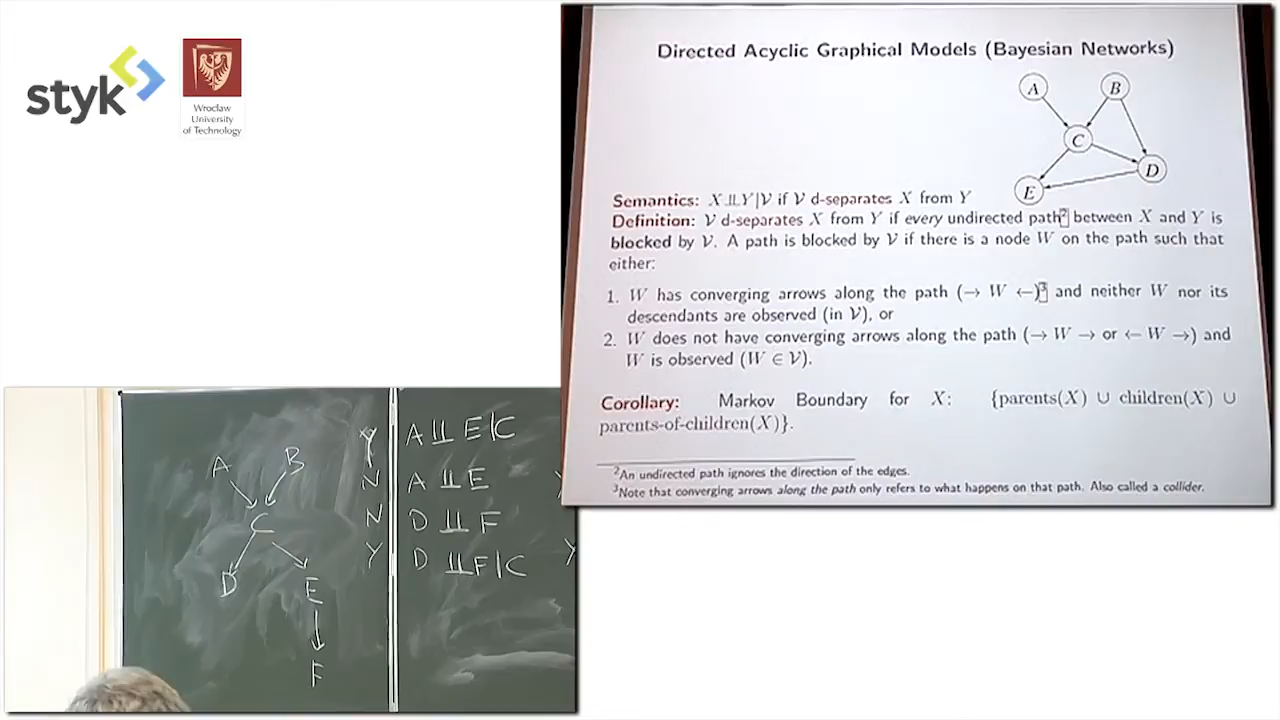 styk
Wroclaw
University
of Technology
Directed Acyclic Graphical Models (Bayesian Networks)
A
B
C
D
E
Semantics: X⊥⊥Y|𝒱 if 𝒱 d-separates X from Y
Definition: 𝒱 d-separates X from Y if every undirected path² between X and Y is
blocked by 𝒱. A path is blocked by 𝒱 if there is a node W on the path such that
either:
1. W has converging arrows along the path (→ W ←)³ and neither W nor its
descendants are observed (in 𝒱), or
2. W does not have converging arrows along the path (→ W → or ← W →) and
W is observed (W ∈ 𝒱).
Corollary: Markov Boundary for X: {parents(X) ∪ children(X) ∪
parents-of-children(X)}.
²An undirected path ignores the direction of the edges.
³Note that converging arrows along the path only refers to what happens on that path. Also called a collider.
A B
C
D E
F
Y A ⊥⊥ E|C
N A ⊥⊥ E
N D ⊥⊥ F
Y D ⊥⊥ F|C